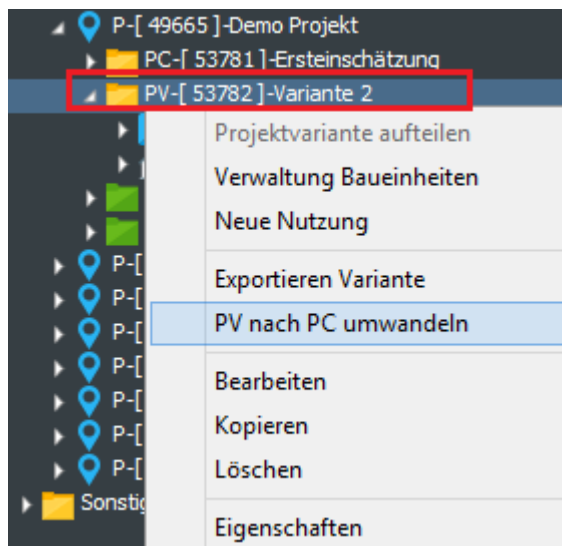 P-[ 49665 ]-Demo Projekt
PC-[ 53781 ]-Ersteinschätzung
PV-[ 53782 ]-Variante 2
Projektvariante aufteilen
Verwaltung Baueinheiten
Neue Nutzung
P-[
Exportieren Variante
P-[
PV nach PC umwandeln
P-[
P-[
Bearbeiten
P-[
Kopieren
P-[
Löschen
P-[
Sonstig
Eigenschaften